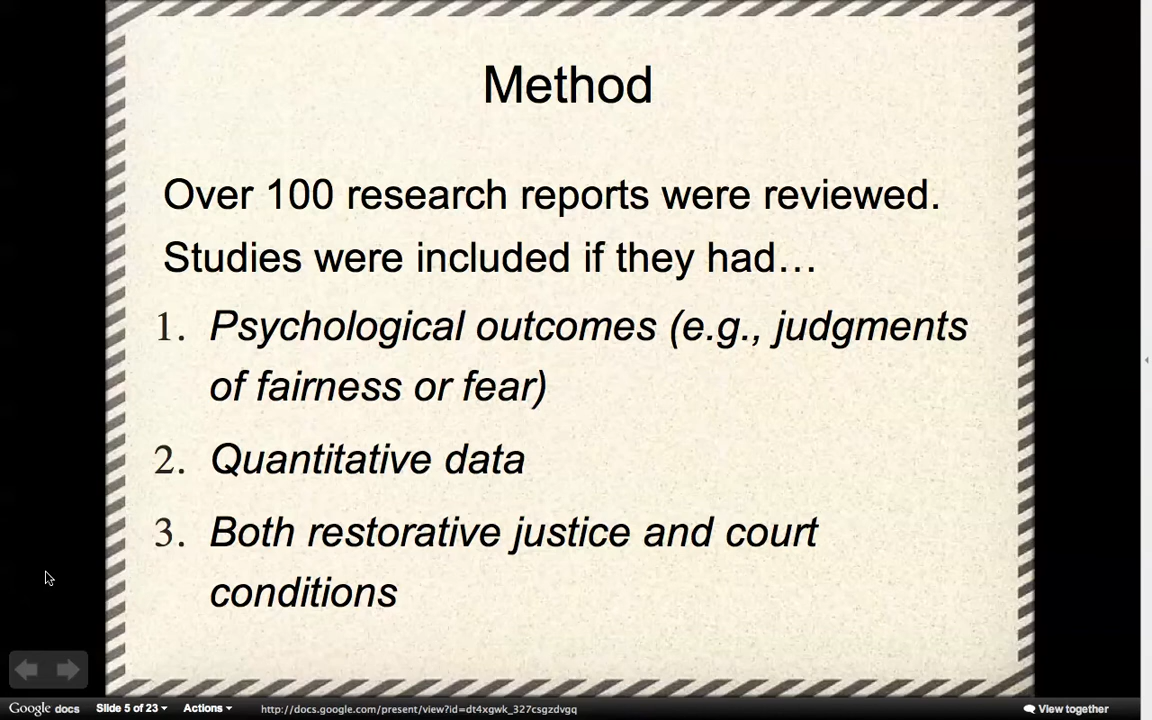 Method
Over 100 research reports were reviewed.
Studies were included if they had…
1. Psychological outcomes (e.g., judgments
of fairness or fear)
2. Quantitative data
3. Both restorative justice and court
conditions
Google docs Slide 5 of 23 Actions http://docs.google.com/present/view?id=dt4xgwk_327csgzdvgq View together